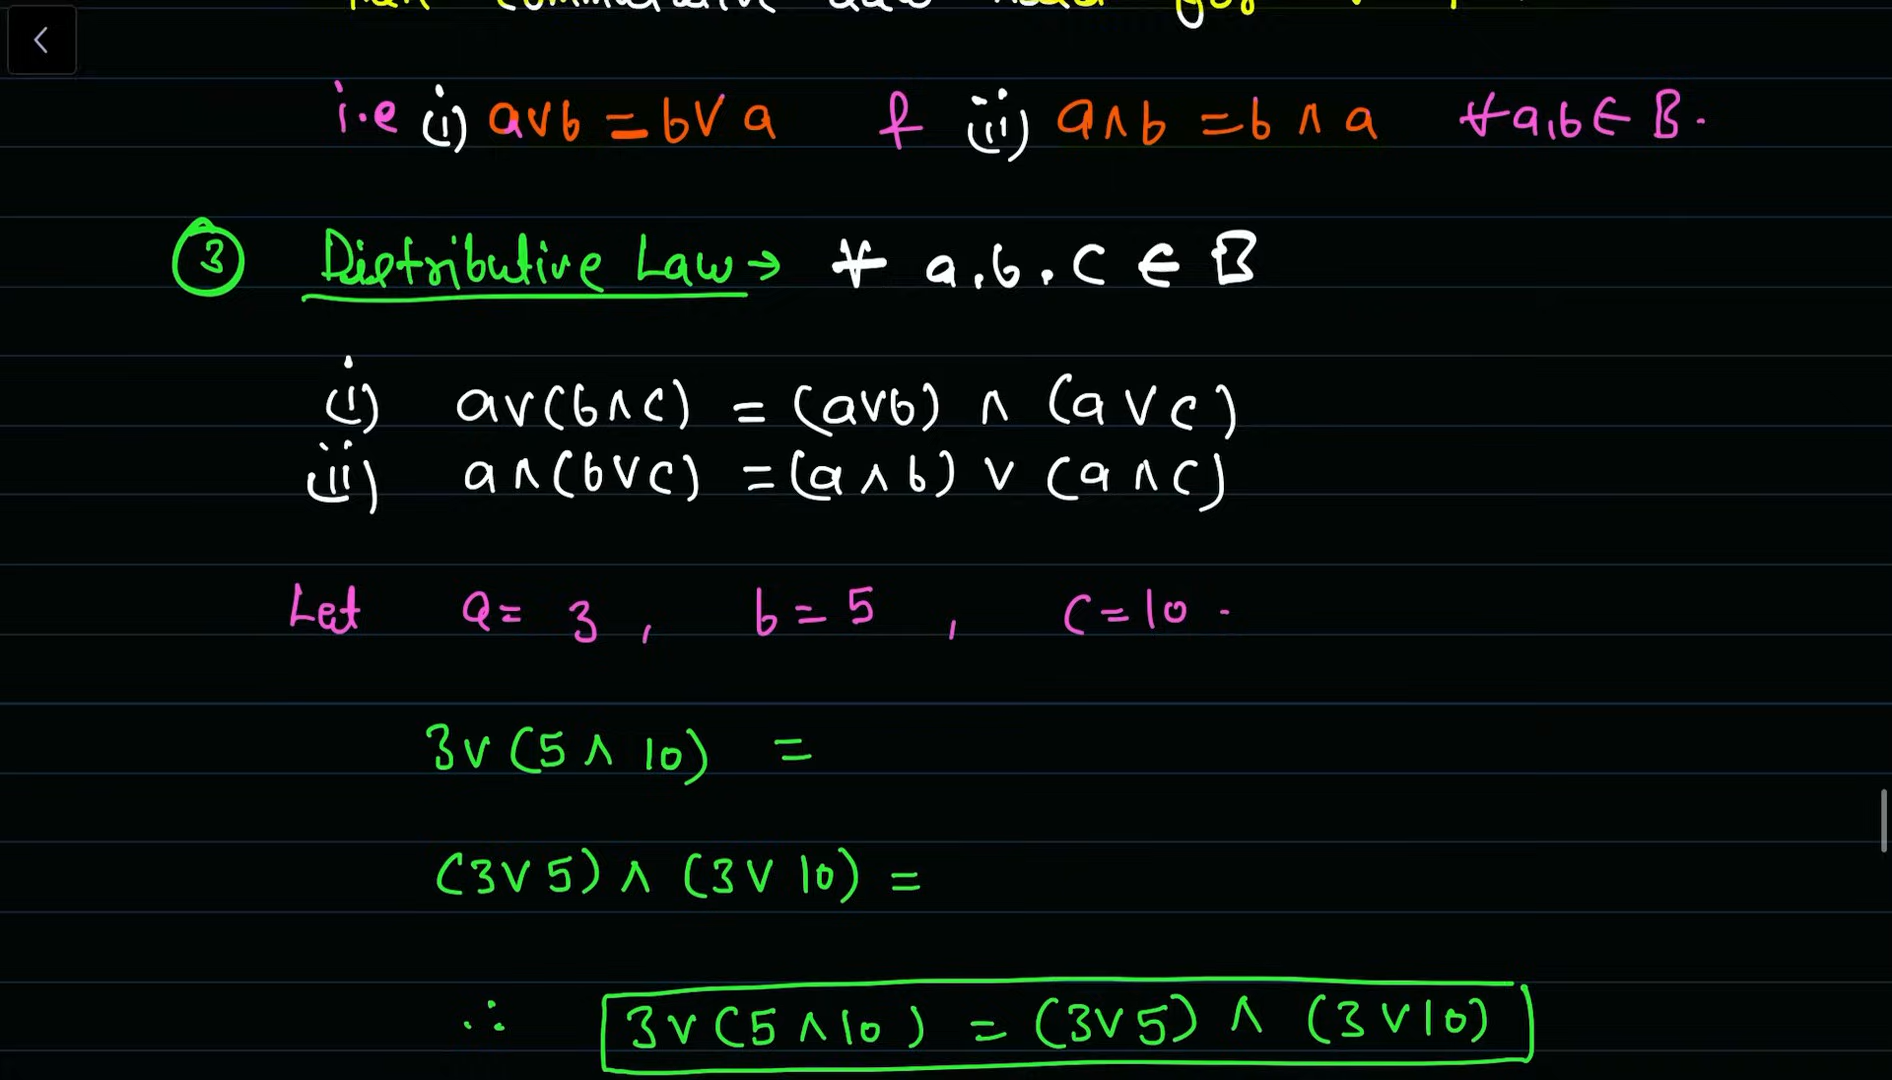 commutative
i.e (i) a∨b = b∨a & (ii) a∧b = b∧a ∀a,b∈B.
③ Distributive Law→ ∀ a,b,c ∈ B
(i) a∨(b∧c) = (a∨b) ∧ (a∨c)
(ii) a∧(b∨c) = (a∧b) ∨ (a∧c)
Let a= 3, b=5, c=10.
3∨(5∧10) =
(3∨5)∧(3∨10) =
∴ 3∨(5∧10) = (3∨5) ∧ (3∨10)